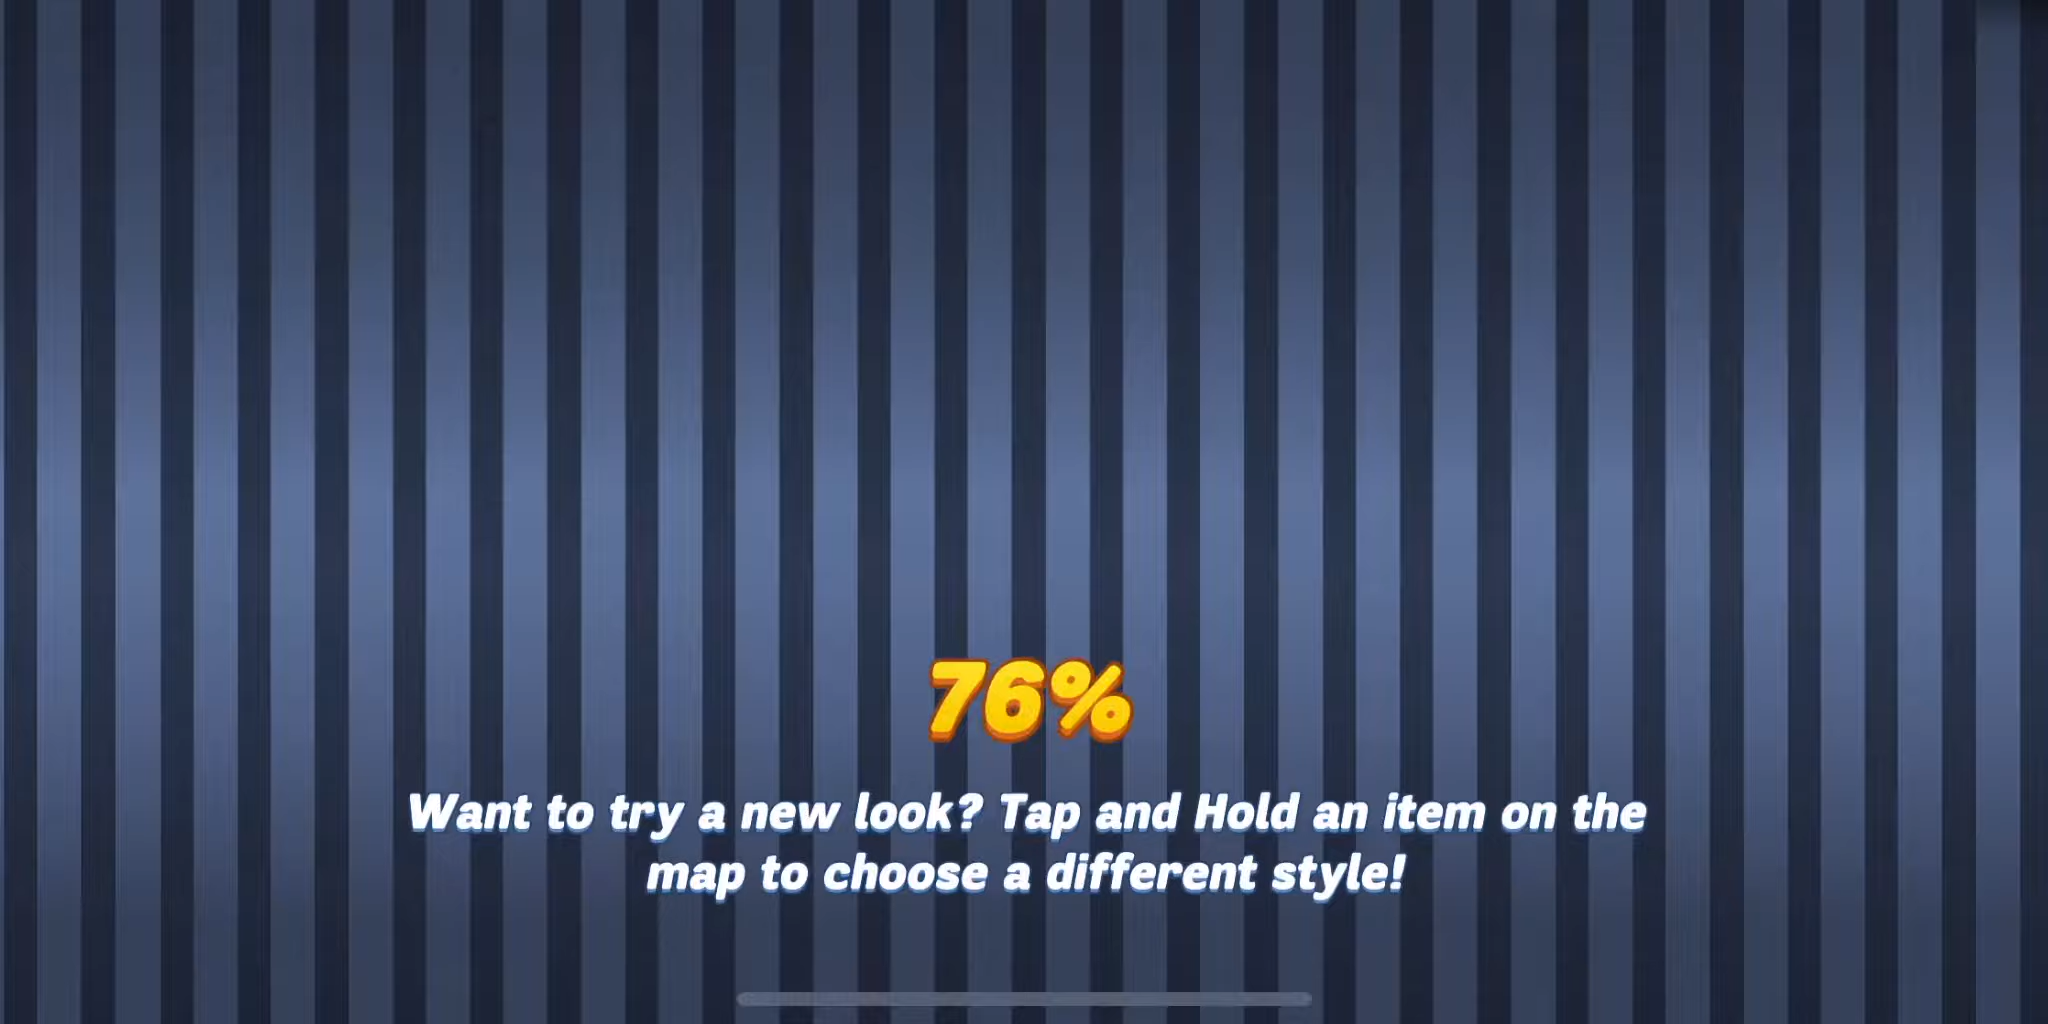 76%
Want to try a new look? Tap and Hold an item on the
map to choose a different style!